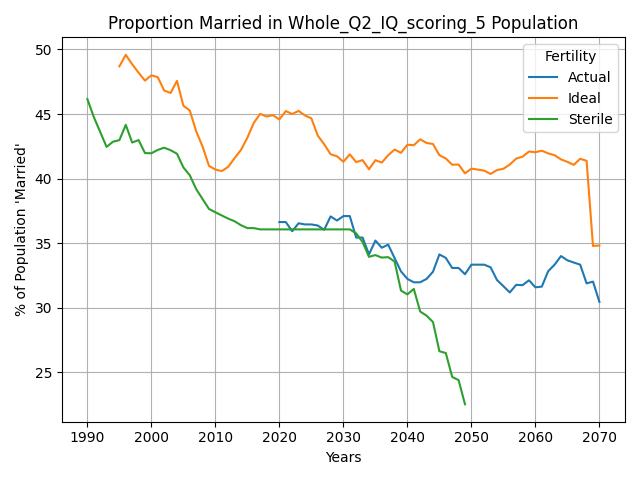 Proportion Married in Whole_Q2_IQ_scoring_5 Population
% of Population 'Married'
50
45
40
35
30
25
Fertility
Actual
Ideal
Sterile
1990 2000 2010 2020 2030 2040 2050 2060 2070
Years